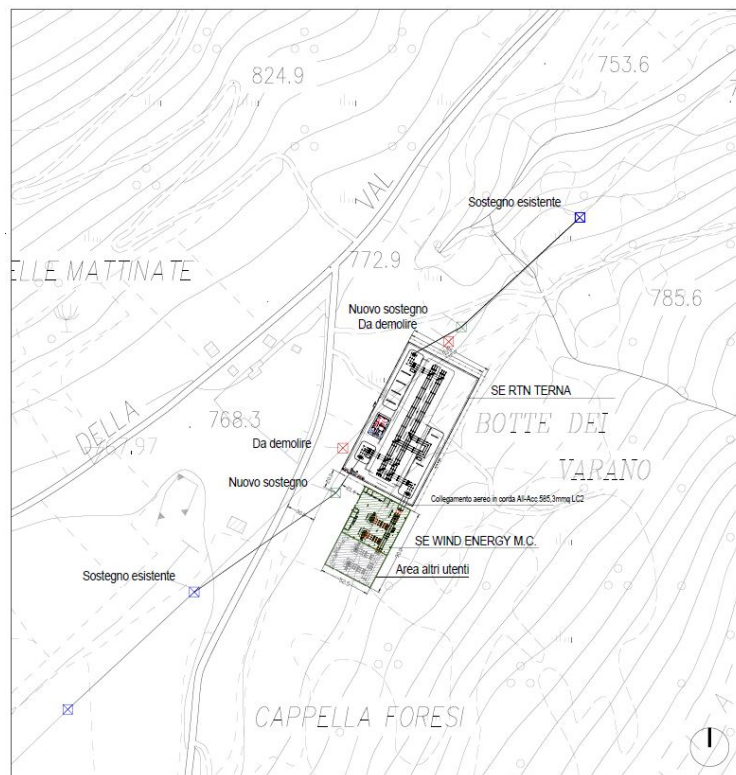 824.9
753.6
VAL
Sostegno esistente
ELLE MATTINATE
772.9
785.6
Nuovo sostegno
Da demolire
SE RTN TERNA
768.3
BOTTE DEI
DELLA
Da demolire
VARANO
Nuovo sostegno
Collegamento aereo in corda All-Acc 585,3mmq LC2
SE WIND ENERGY M.C.
Area altri utenti
Sostegno esistente
52.5
CAPPELLA FORESI